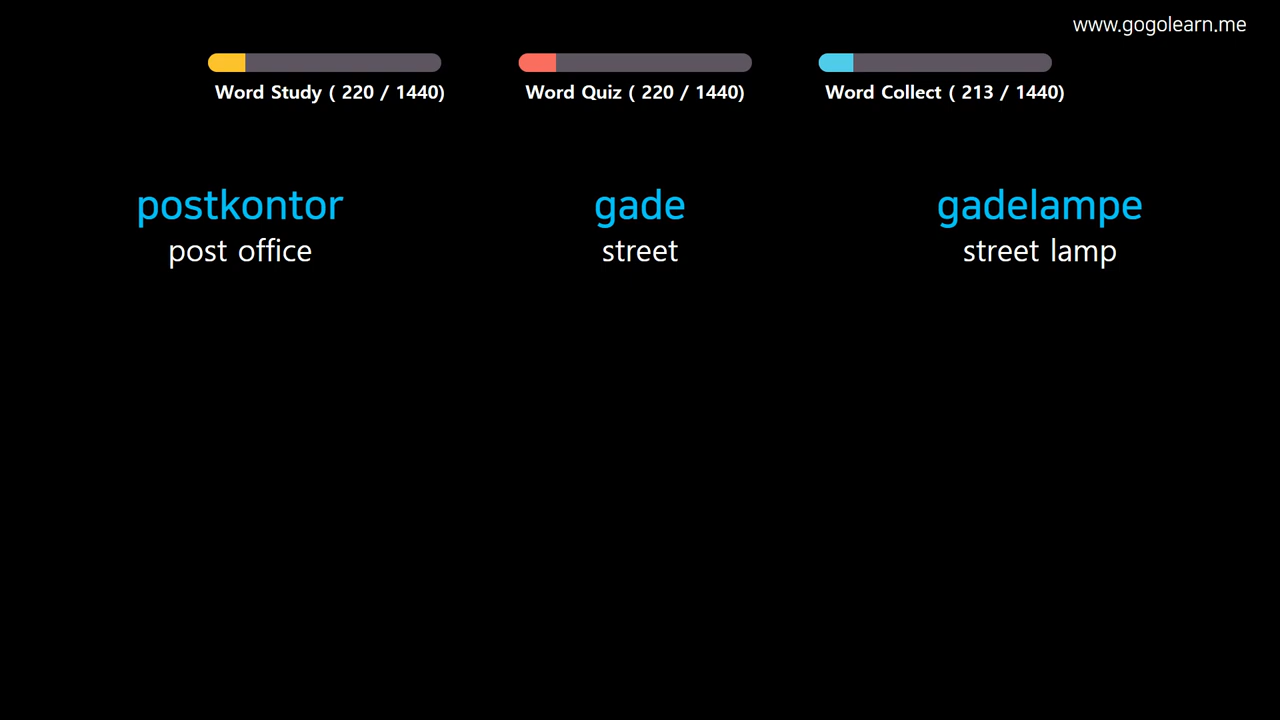 www.gogolearn.me
Word Study ( 220 / 1440)
Word Quiz ( 220 / 1440)
Word Collect ( 213 / 1440)
postkontor
post office
gade
street
gadelampe
street lamp